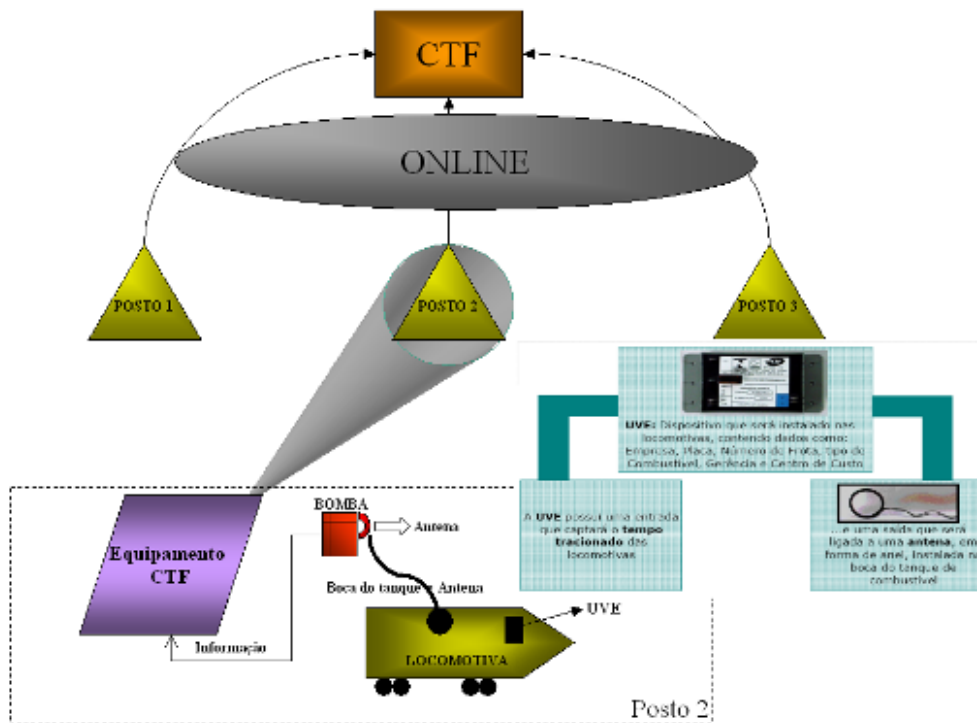 CTF
ONLINE
POSTO 1
POSTO 2
POSTO 3
UVE: Dispositivo que será instalado nas
locomotivas, contendo dados como:
Empresa, Placa, Número de Frota, tipo de
Combustível, Gerência e Centro de Custo
A UVE possui uma entrada
que captará o tempo
tracionado das
locomotivas
...e uma saída que será
ligada a uma antena, em
forma de anel, instalada na
boca do tanque de
combustível
BOMBA
Antena
Equipamento
CTF
Boca do tanque + Antena
UVE
Informação
LOCOMOTIVA
Posto 2